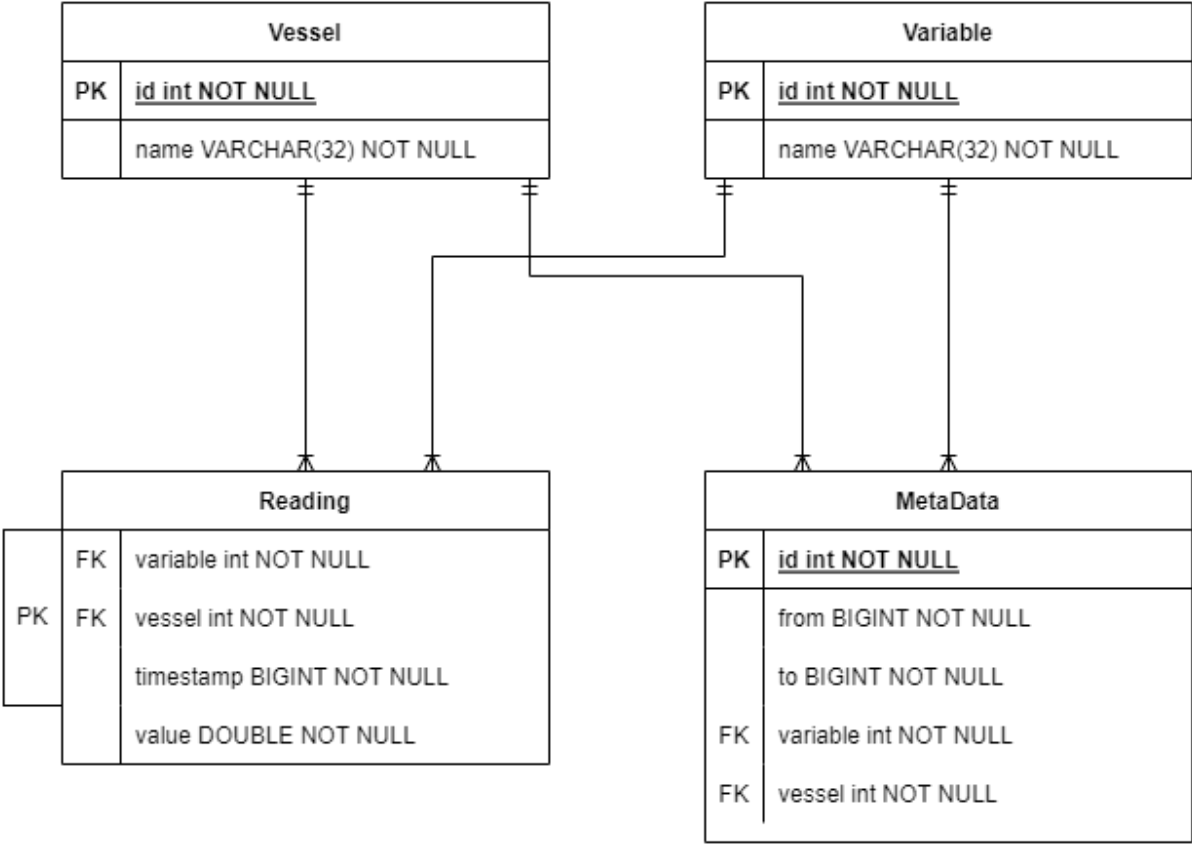 Vessel
PK id int NOT NULL
name VARCHAR(32) NOT NULL
Variable
PK id int NOT NULL
name VARCHAR(32) NOT NULL
Reading
PK
FK variable int NOT NULL
FK vessel int NOT NULL
timestamp BIGINT NOT NULL
value DOUBLE NOT NULL
MetaData
PK id int NOT NULL
from BIGINT NOT NULL
to BIGINT NOT NULL
FK variable int NOT NULL
FK vessel int NOT NULL